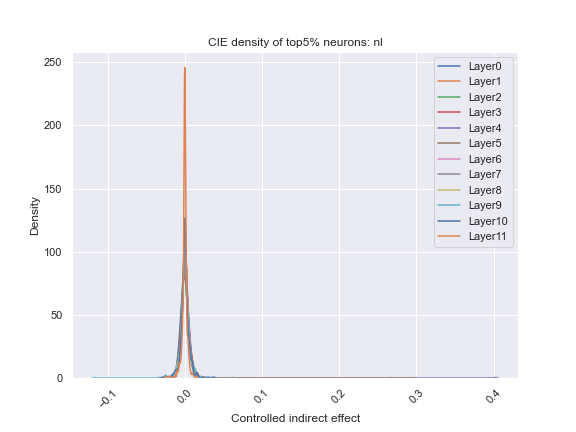 CIE density of top5% neurons: nl
250
200
150
100
50
0
Density
Layer0
Layer1
Layer2
Layer3
Layer4
Layer5
Layer6
Layer7
Layer8
Layer9
Layer10
Layer11
−0.1
0.0
0.1
0.2
0.3
0.4
Controlled indirect effect